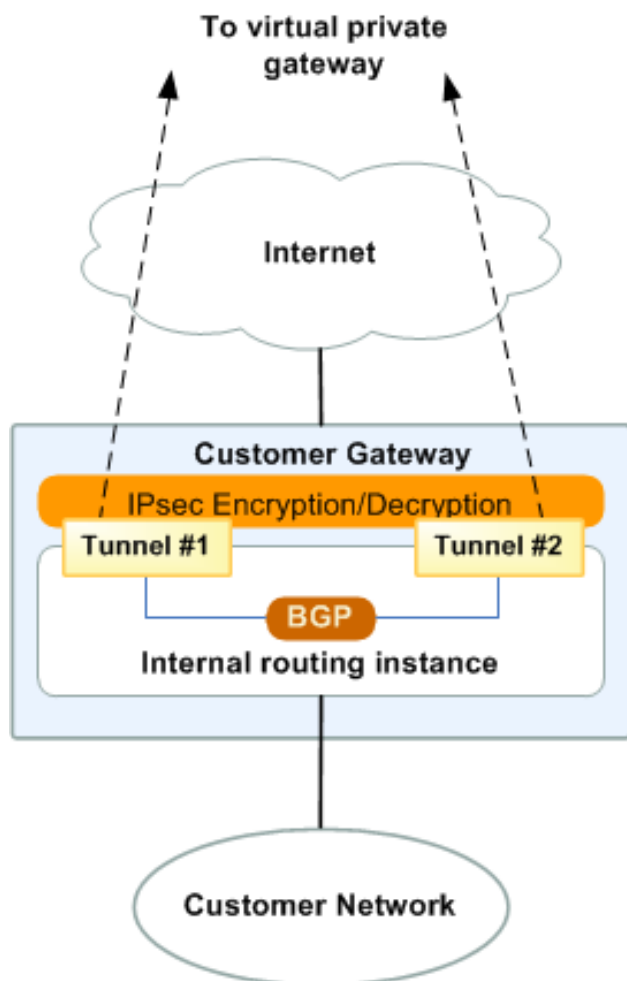 To virtual private
gateway
Internet
Customer Gateway
IPsec Encryption/Decryption
Tunnel #1
Tunnel #2
BGP
Internal routing instance
Customer Network